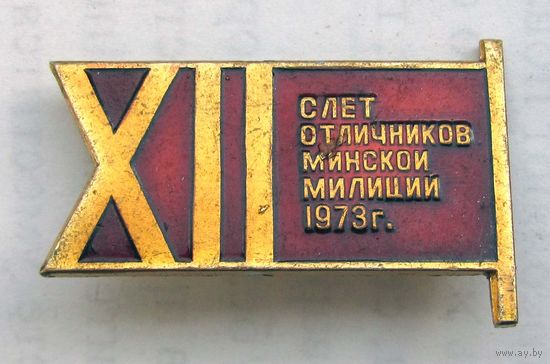 XII
СЛЕТ
ОТЛИЧНИКОВ
МИНСКОЙ
МИЛИЦИИ
1973г.
www.ay.by